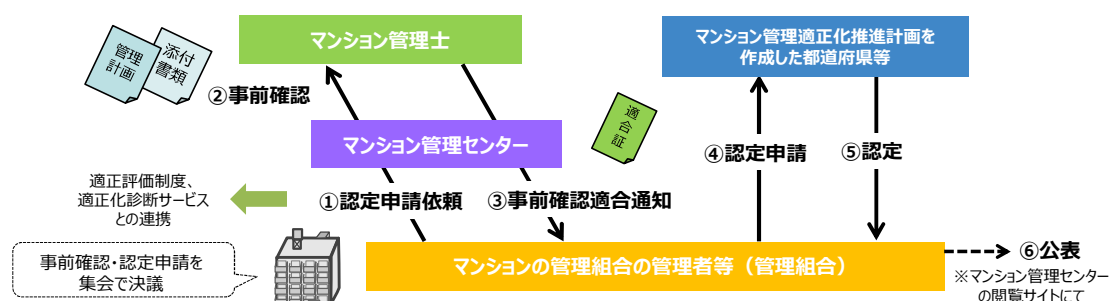 マンション管理士
マンション管理適正化推進計画を
作成した都道府県等
管理
計画
添付
書類
②事前確認
適合証
マンション管理センター
④認定申請
⑤認定
適正評価制度、
適正化診断サービス
との連携
①認定申請依頼
③事前確認適合通知
事前確認・認定申請を
集会で決議
マンションの管理組合の管理者等（管理組合）
⑥公表
※マンション管理センター
の閲覧サイトにて